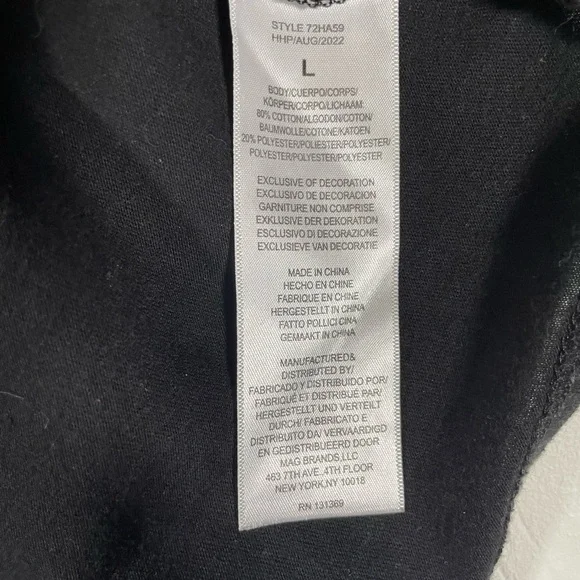 STYLE 72HA59
HHP/AUG/2022
L
BODY/CUERPO/CORPS/
KÖRPER/CORPO/LICHAAM:
80% COTTON/ALGODON/COTON/
BAUMWOLLE/COTONE/KATOEN
20% POLYESTER/POLIESTER/POLYESTER/
POLYESTER/POLYESTER/POLYESTER
EXCLUSIVE OF DECORATION
EXCLUSIVO DE DECORACION
GARNITURE NON COMPRISE
EXKLUSIVE DER DEKORATION
ESCLUSIVO DI DECORAZIONE
EXCLUSIEVE VAN DECORATIE
MADE IN CHINA
HECHO EN CHINE
FABRIQUE EN CHINE
HERGESTELLT IN CHINA
FATTO POLLICI CINA
GEMAAKT IN CHINA
MANUFACTURED&
DISTRIBUTED BY/
FABRICADO Y DISTRIBUIDO POR/
FABRIQUÉ ET DISTRIBUÉ PAR/
HERGESTELLT UND VERTEILT
DURCH/ FABBRICATO E
DISTRIBUITO DA/ VERVAARDIGD
EN GEDISTRIBUEERD DOOR
MAG BRANDS,LLC
463 7TH AVE ,4TH FLOOR
NEW YORK,NY 10018
RN 131369